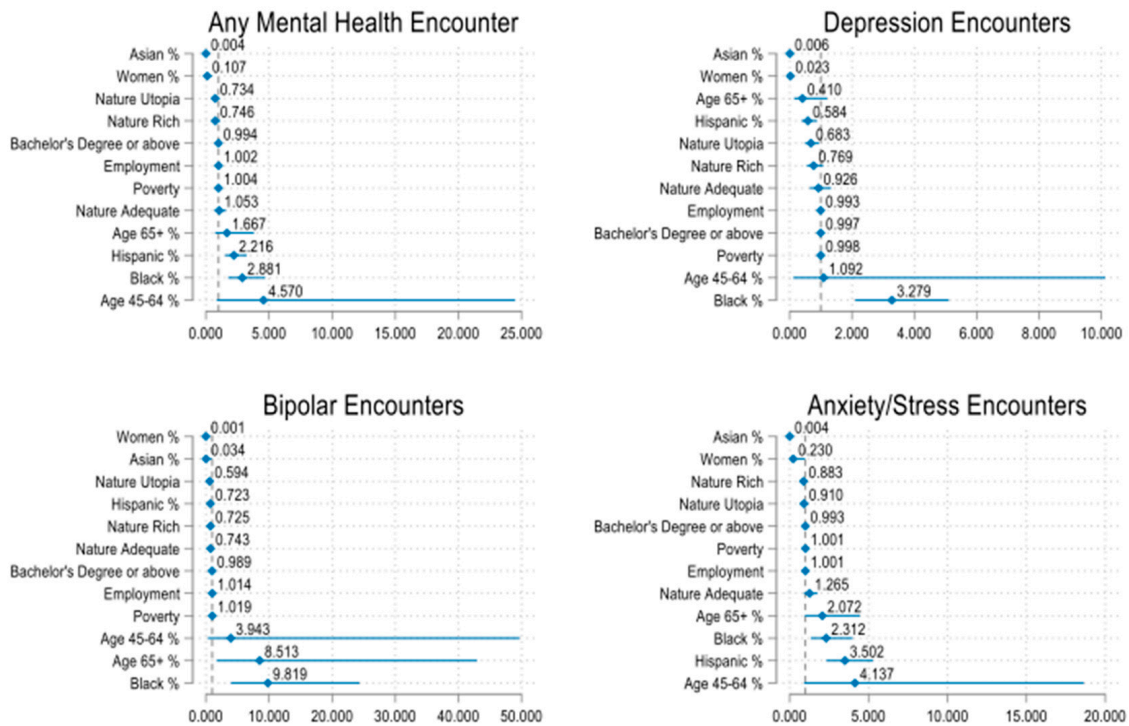 Any Mental Health Encounter
Asian % 0.004
Women % 0.107
Nature Utopia 0.734
Nature Rich 0.746
Bachelor's Degree or above 0.994
Employment 1.002
Poverty 1.004
Nature Adequate 1.053
Age 65+ % 1.667
Hispanic % 2.216
Black % 2.881
Age 45-64 % 4.570
0.000 5.000 10.000 15.000 20.000 25.000
Depression Encounters
Asian % 0.006
Women % 0.023
Age 65+ % 0.410
Hispanic % 0.584
Nature Utopia 0.683
Nature Rich 0.769
Nature Adequate 0.926
Employment 0.993
Bachelor's Degree or above 0.997
Poverty 0.998
Age 45-64 % 1.092
Black % 3.279
0.000 2.000 4.000 6.000 8.000 10.000
Bipolar Encounters
Women % 0.001
Asian % 0.034
Nature Utopia 0.594
Hispanic % 0.723
Nature Rich 0.725
Nature Adequate 0.743
Bachelor's Degree or above 0.989
Employment 1.014
Poverty 1.019
Age 45-64 % 3.943
Age 65+ % 8.513
Black % 9.819
0.000 10.000 20.000 30.000 40.000 50.000
Anxiety/Stress Encounters
Asian % 0.004
Women % 0.230
Nature Rich 0.883
Nature Utopia 0.910
Bachelor's Degree or above 0.993
Poverty 1.001
Employment 1.001
Nature Adequate 1.265
Age 65+ % 2.072
Black % 2.312
Hispanic % 3.502
Age 45-64 % 4.137
0.000 5.000 10.000 15.000 20.000